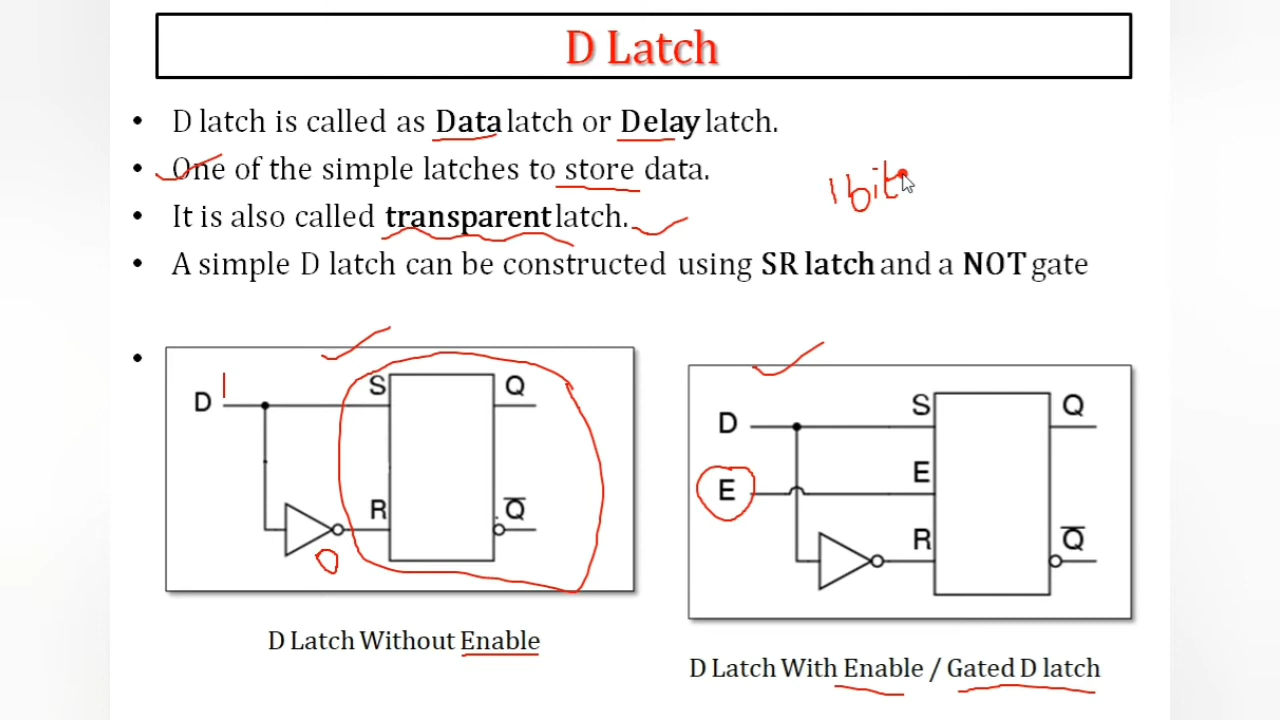 D Latch
• D latch is called as Data latch or Delay latch.
• One of the simple latches to store data.
1 bit
• It is also called transparent latch.
• A simple D latch can be constructed using SR latch and a NOT gate
•
D 1 S Q
R Q̅
0
D Latch Without Enable
D S Q
E E
R Q̅
D Latch With Enable / Gated D latch